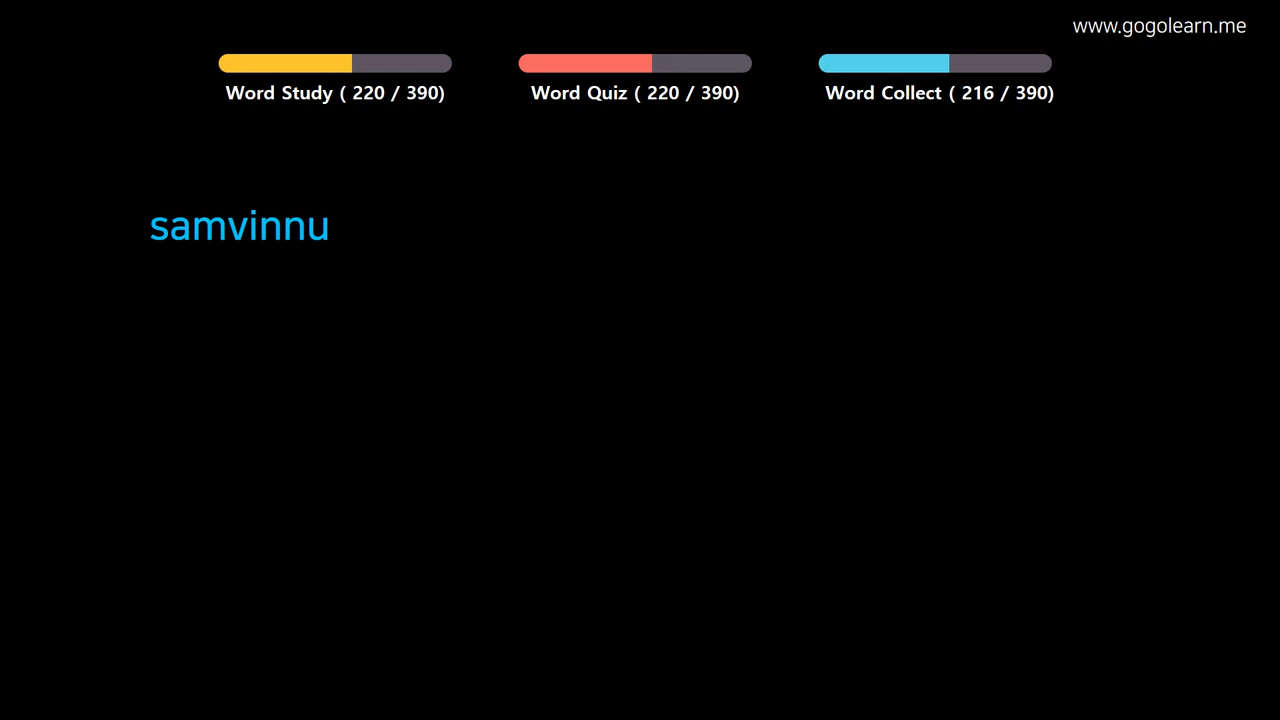 www.gogolearn.me
Word Study ( 220 / 390)
Word Quiz ( 220 / 390)
Word Collect ( 216 / 390)
samvinnu